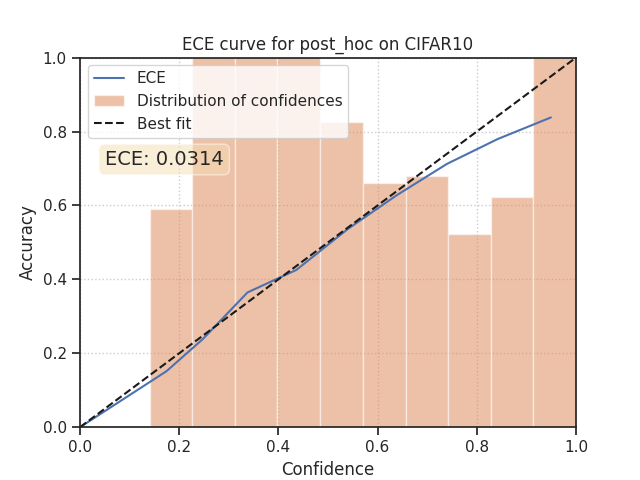 ECE curve for post_hoc on CIFAR10
1.0
ECE
Distribution of confidences
Best fit
0.8
ECE: 0.0314
0.6
Accuracy
0.4
0.2
0.0
0.0 0.2 0.4 0.6 0.8 1.0
Confidence